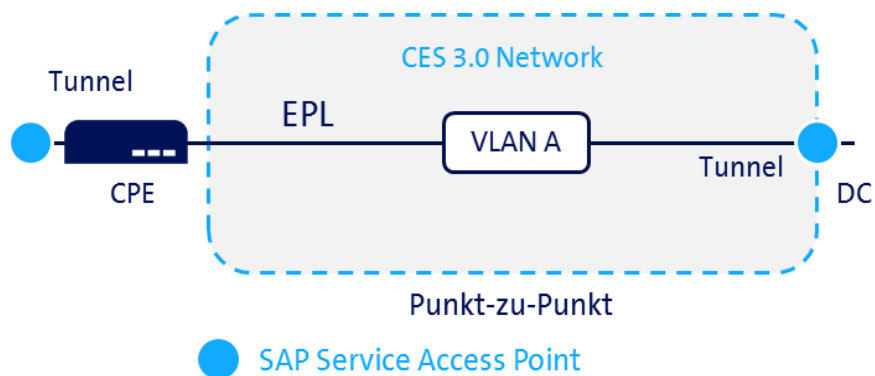 CES 3.0 Network
Tunnel
EPL
VLAN A
Tunnel
CPE
DC
Punkt-zu-Punkt
SAP Service Access Point